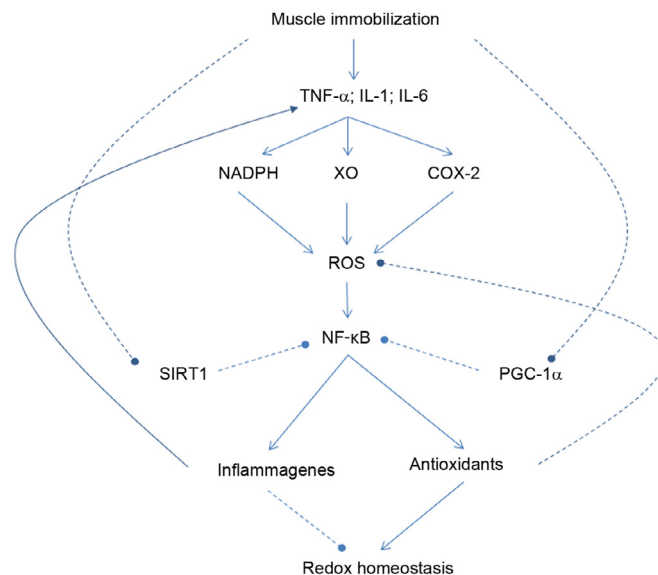 Muscle immobilization
TNF-α; IL-1; IL-6
NADPH XO COX-2
ROS
NF-κB
SIRT1 PGC-1α
Inflammagenes Antioxidants
Redox homeostasis